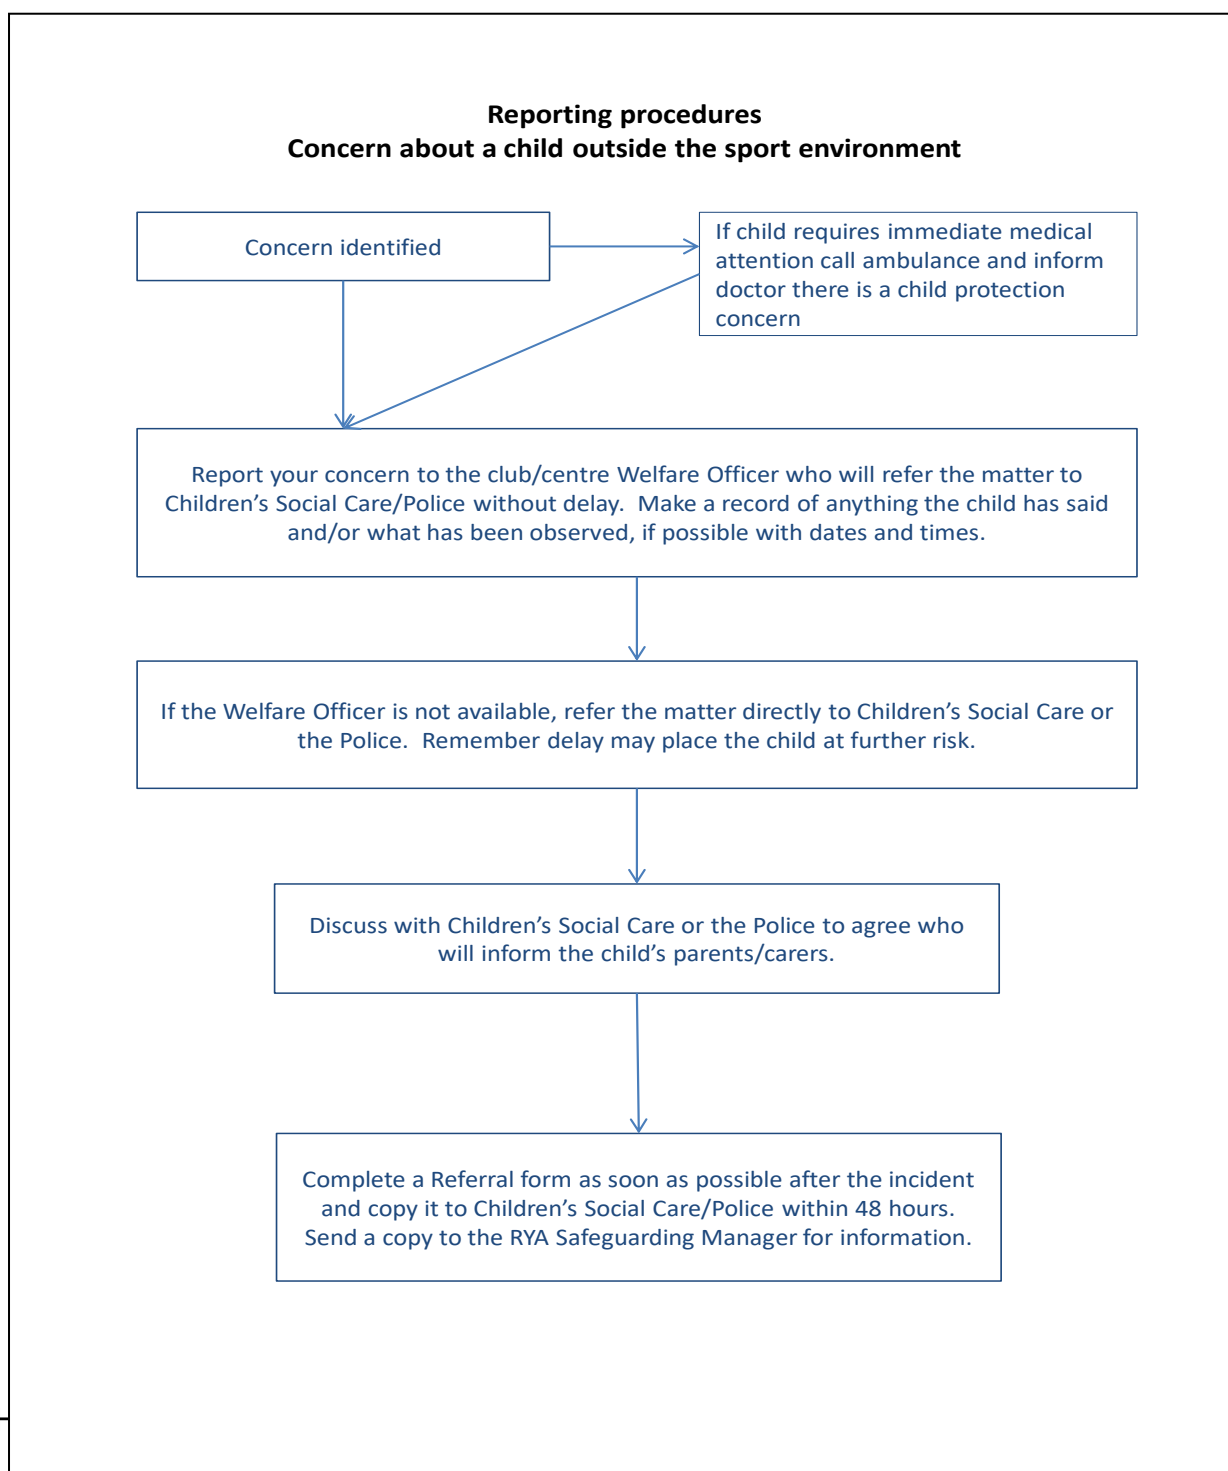 Reporting procedures
Concern about a child outside the sport environment
Concern identified
If child requires immediate medical
attention call ambulance and inform
doctor there is a child protection
concern
Report your concern to the club/centre Welfare Officer who will refer the matter to
Children’s Social Care/Police without delay.  Make a record of anything the child has said
and/or what has been observed, if possible with dates and times.
If the Welfare Officer is not available, refer the matter directly to Children’s Social Care or
the Police.  Remember delay may place the child at further risk.
Discuss with Children’s Social Care or the Police to agree who
will inform the child’s parents/carers.
Complete a Referral form as soon as possible after the incident
and copy it to Children’s Social Care/Police within 48 hours.
Send a copy to the RYA Safeguarding Manager for information.